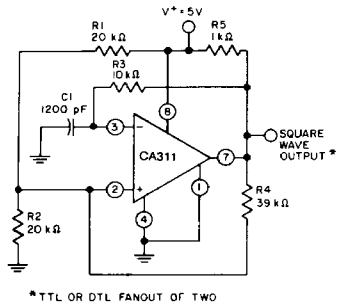 V+=5V
R1
20 kΩ
R5
1 kΩ
R3
10 kΩ
C1
1200 pF
8
3
−
CA311
7
SQUARE
WAVE
OUTPUT *
2
+
1
4
R4
39 kΩ
R2
20 kΩ
*TTL OR DTL FANOUT OF TWO